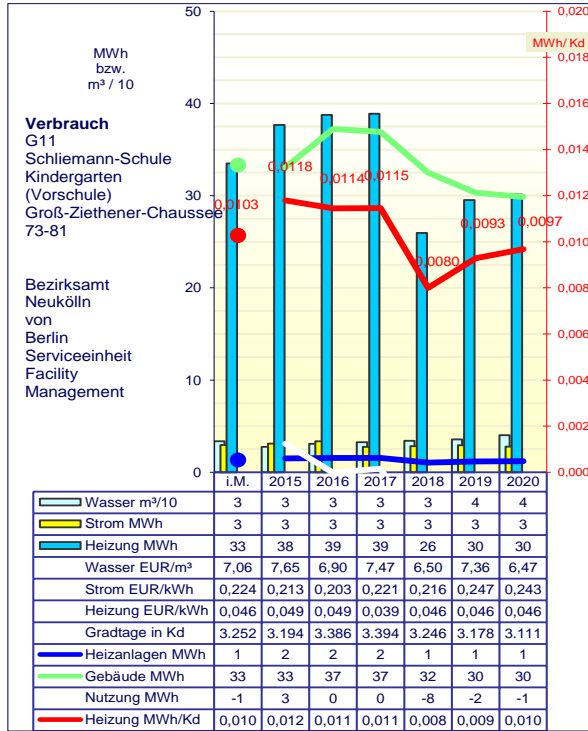 50
40
30
20
10
0
MWh
bzw.
m³ / 10
Verbrauch
G11
Schliemann-Schule
Kindergarten
(Vorschule)
Groß-Ziethener-Chaussee
73-81
Bezirksamt
Neukölln
von
Berlin
Serviceeinheit
Facility
Management
MWh/Kd
0,020
0,018
0,016
0,014
0,012
0,010
0,008
0,006
0,004
0,002
0,000
0,0103
0,0118
0,0114
0,0115
0,0080
0,0093
0,0097
i.M. 2015 2016 2017 2018 2019 2020
Wasser m³/10 3 3 3 3 3 4 4
Strom MWh 3 3 3 3 3 3 3
Heizung MWh 33 38 39 39 26 30 30
Wasser EUR/m³ 7,06 7,65 6,90 7,47 6,50 7,36 6,47
Strom EUR/kWh 0,224 0,213 0,203 0,221 0,216 0,247 0,243
Heizung EUR/kWh 0,046 0,049 0,049 0,039 0,046 0,046 0,046
Gradtage in Kd 3.252 3.194 3.386 3.394 3.246 3.178 3.111
Heizanlagen MWh 1 2 2 2 1 1 1
Gebäude MWh 33 33 37 37 32 30 30
Nutzung MWh -1 3 0 0 -8 -2 -1
Heizung MWh/Kd 0,010 0,012 0,011 0,011 0,008 0,009 0,010